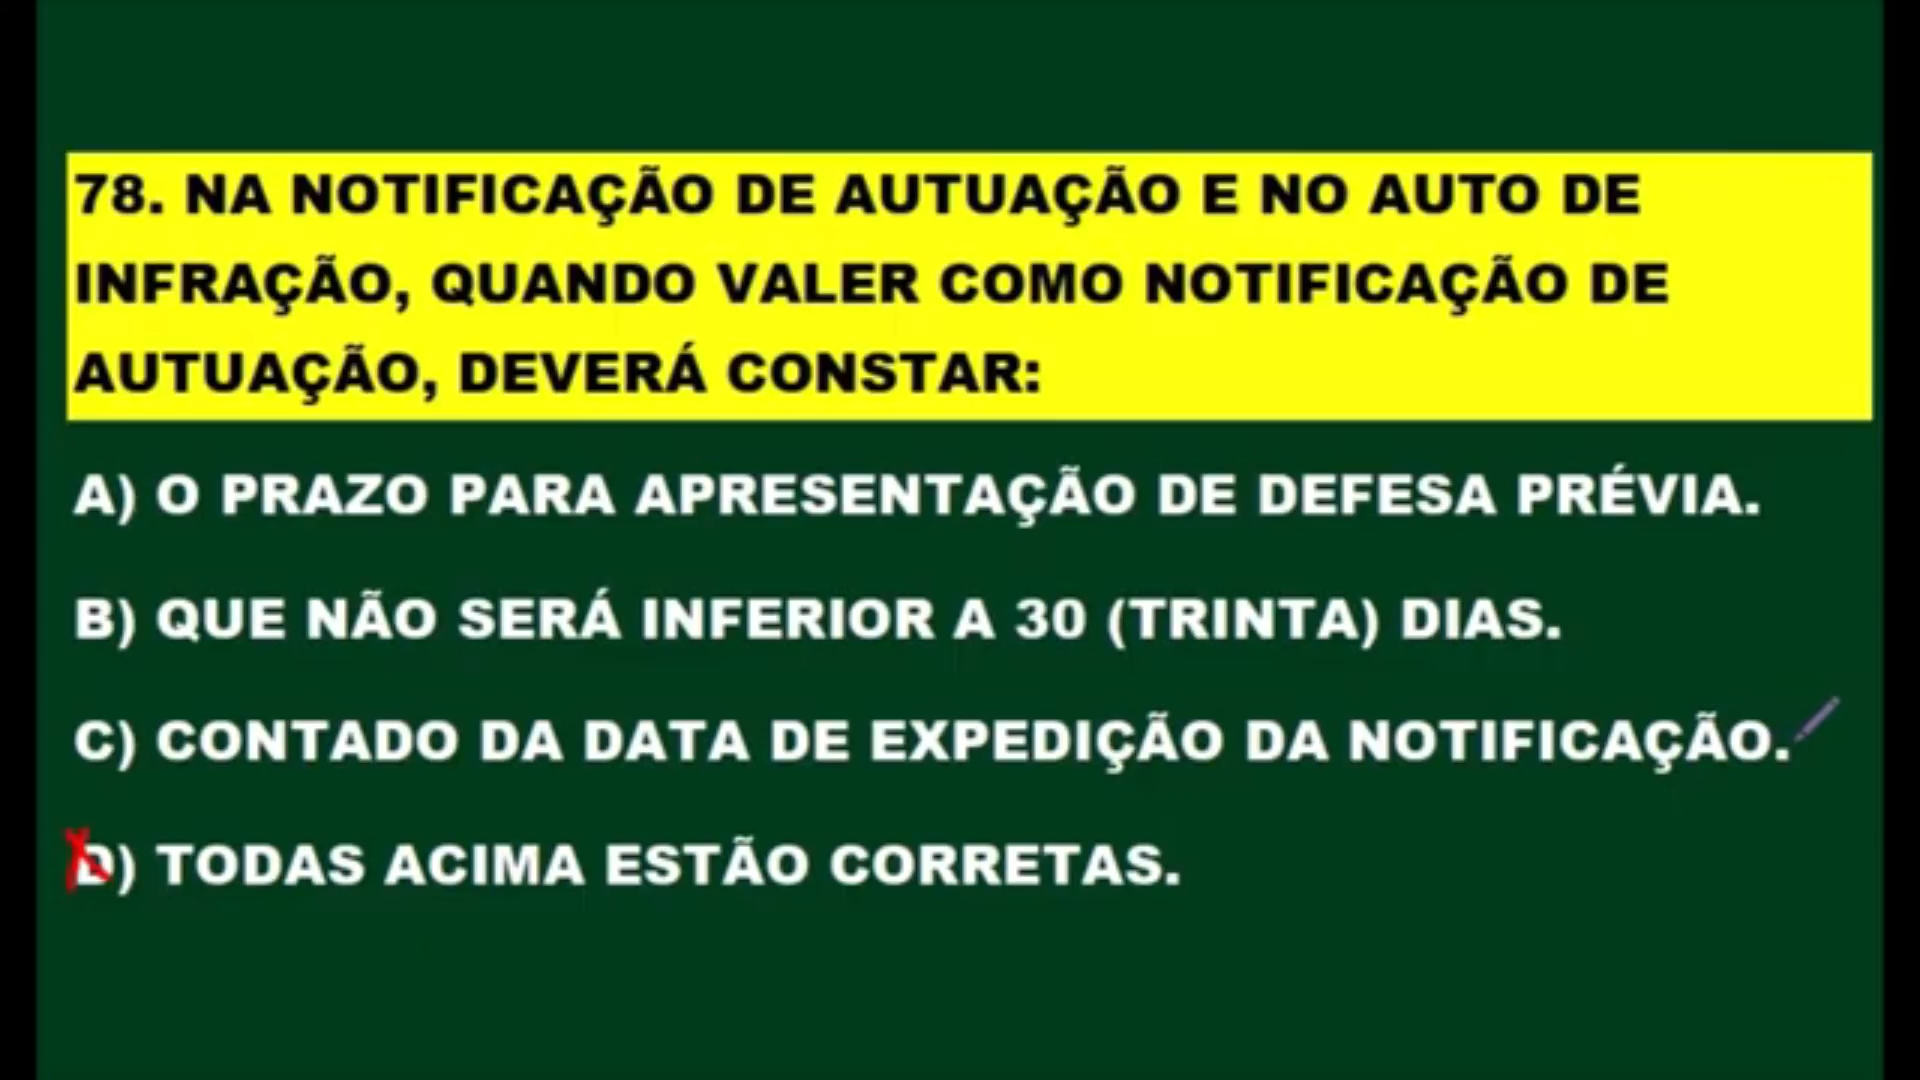 78. NA NOTIFICAÇÃO DE AUTUAÇÃO E NO AUTO DE
INFRAÇÃO, QUANDO VALER COMO NOTIFICAÇÃO DE
AUTUAÇÃO, DEVERÁ CONSTAR:
A) O PRAZO PARA APRESENTAÇÃO DE DEFESA PRÉVIA.
B) QUE NÃO SERÁ INFERIOR A 30 (TRINTA) DIAS.
C) CONTADO DA DATA DE EXPEDIÇÃO DA NOTIFICAÇÃO.
D) TODAS ACIMA ESTÃO CORRETAS.